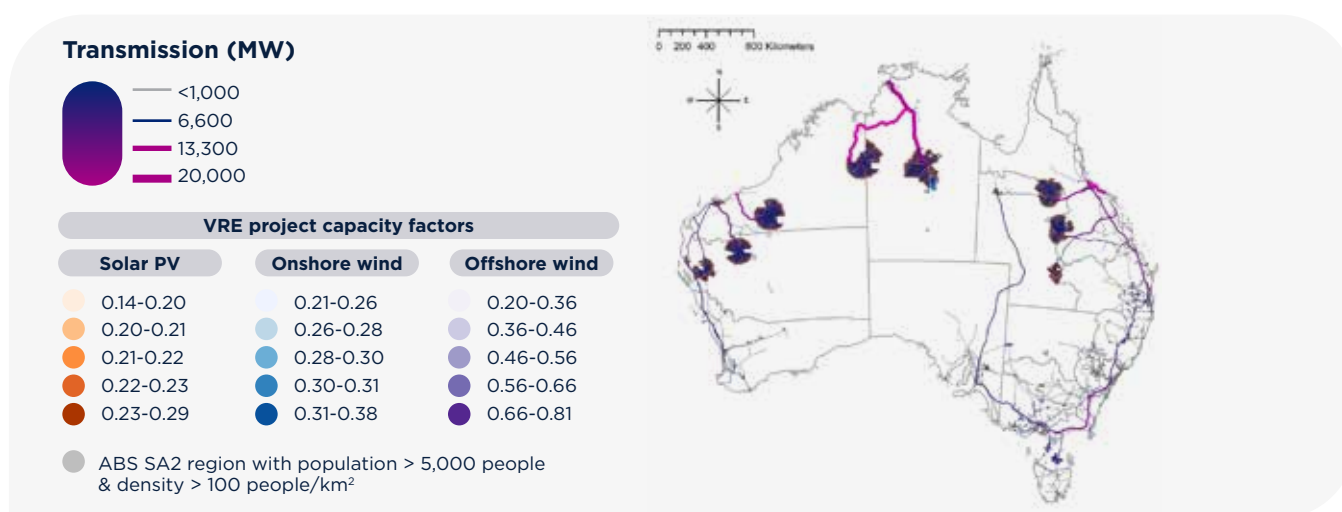 Transmission (MW)
<1,000
6,600
13,300
20,000
VRE project capacity factors
Solar PV
Onshore wind
Offshore wind
0.14-0.20
0.21-0.26
0.20-0.36
0.20-0.21
0.26-0.28
0.36-0.46
0.21-0.22
0.28-0.30
0.46-0.56
0.22-0.23
0.30-0.31
0.56-0.66
0.23-0.29
0.31-0.38
0.66-0.81
ABS SA2 region with population > 5,000 people
& density > 100 people/km²
0 200 400 800 Kilometers
N
W E
S